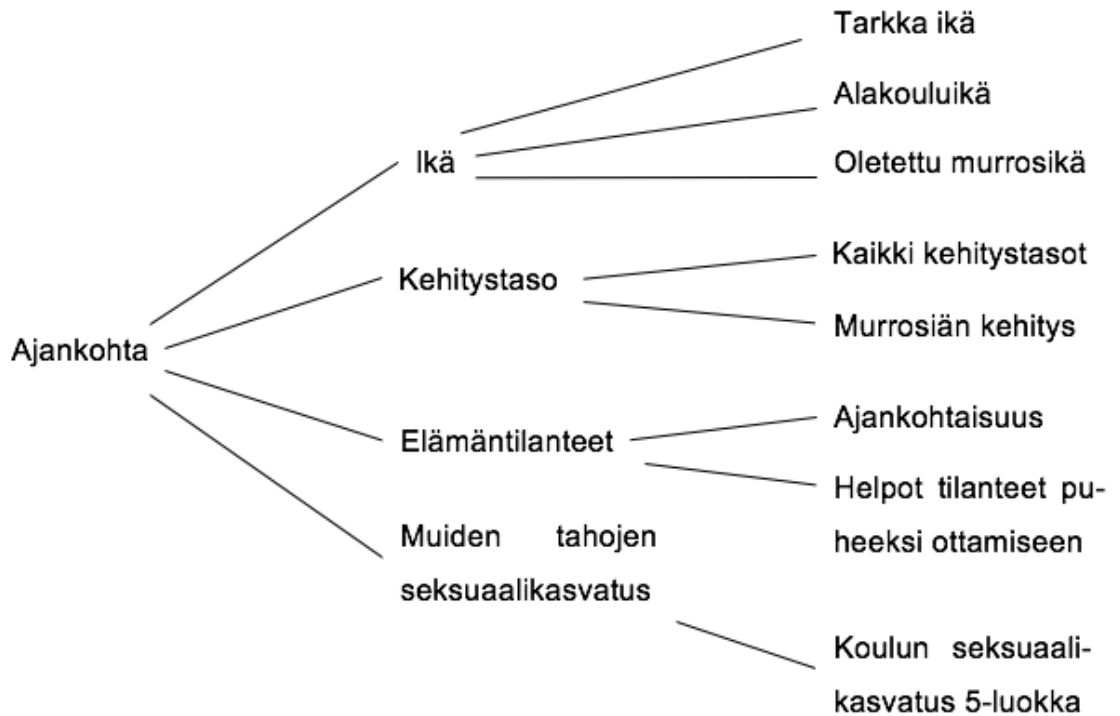 Tarkka ikä
Alakouluikä
Ikä
Oletettu murrosikä
Kaikki kehitystasot
Kehitystaso
Murrosiän kehitys
Ajankohta
Ajankohtaisuus
Elämäntilanteet
Helpot tilanteet pu-
heeksi ottamiseen
Muiden tahojen
seksuaalikasvatus
Koulun seksuaali-
kasvatus 5-luokka